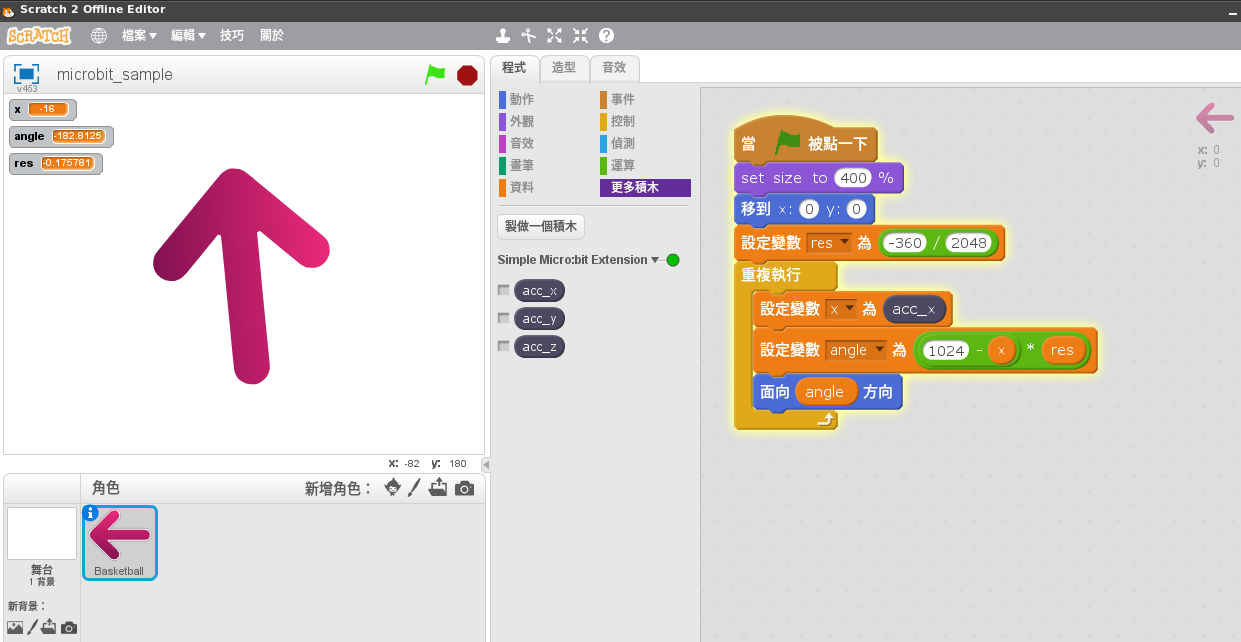 Scratch 2 Offline Editor
SCRATCH 檔案▼ 編輯▼ 技巧 關於
microbit_sample
v453
x -16
angle -182.8125
res -0.175781
x: -82 y: 180
角色 新增角色：
Basketball
舞台
1 背景
新背景：
程式 造型 音效
動作 事件
外觀 控制
音效 偵測
畫筆 運算
資料 更多積木
製做一個積木
Simple Micro:bit Extension ▼
acc_x
acc_y
acc_z
當 被點一下
set size to 400 %
移到 x: 0 y: 0
設定變數 res ▼ 為 -360 / 2048
重複執行
設定變數 x ▼ 為 acc_x
設定變數 angle ▼ 為 1024 - x * res
面向 angle 方向
x: 0
y: 0